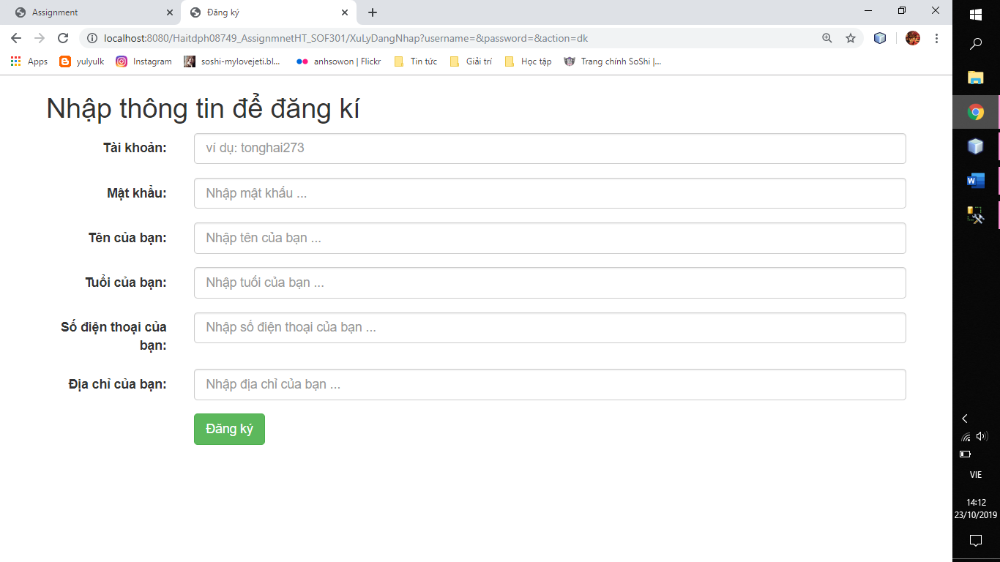 Assignment
Đăng ký
localhost:8080/Haitdph08749_AssignmnetHT_SOF301/XuLyDangNhap?username=&password=&action=dk
Apps yulyulk Instagram soshi-mylovejeti.bl... anhsowon | Flickr Tin tức Giải trí Học tập Trang chính SoShi |...
Nhập thông tin để đăng kí
Tài khoản: ví dụ: tonghai273
Mật khẩu: Nhập mật khẩu ...
Tên của bạn: Nhập tên của bạn ...
Tuổi của bạn: Nhập tuổi của bạn ...
Số điện thoại của Nhập số điện thoại của bạn ...
bạn:
Địa chỉ của bạn: Nhập địa chỉ của bạn ...
Đăng ký
VIE
14:12
23/10/2019